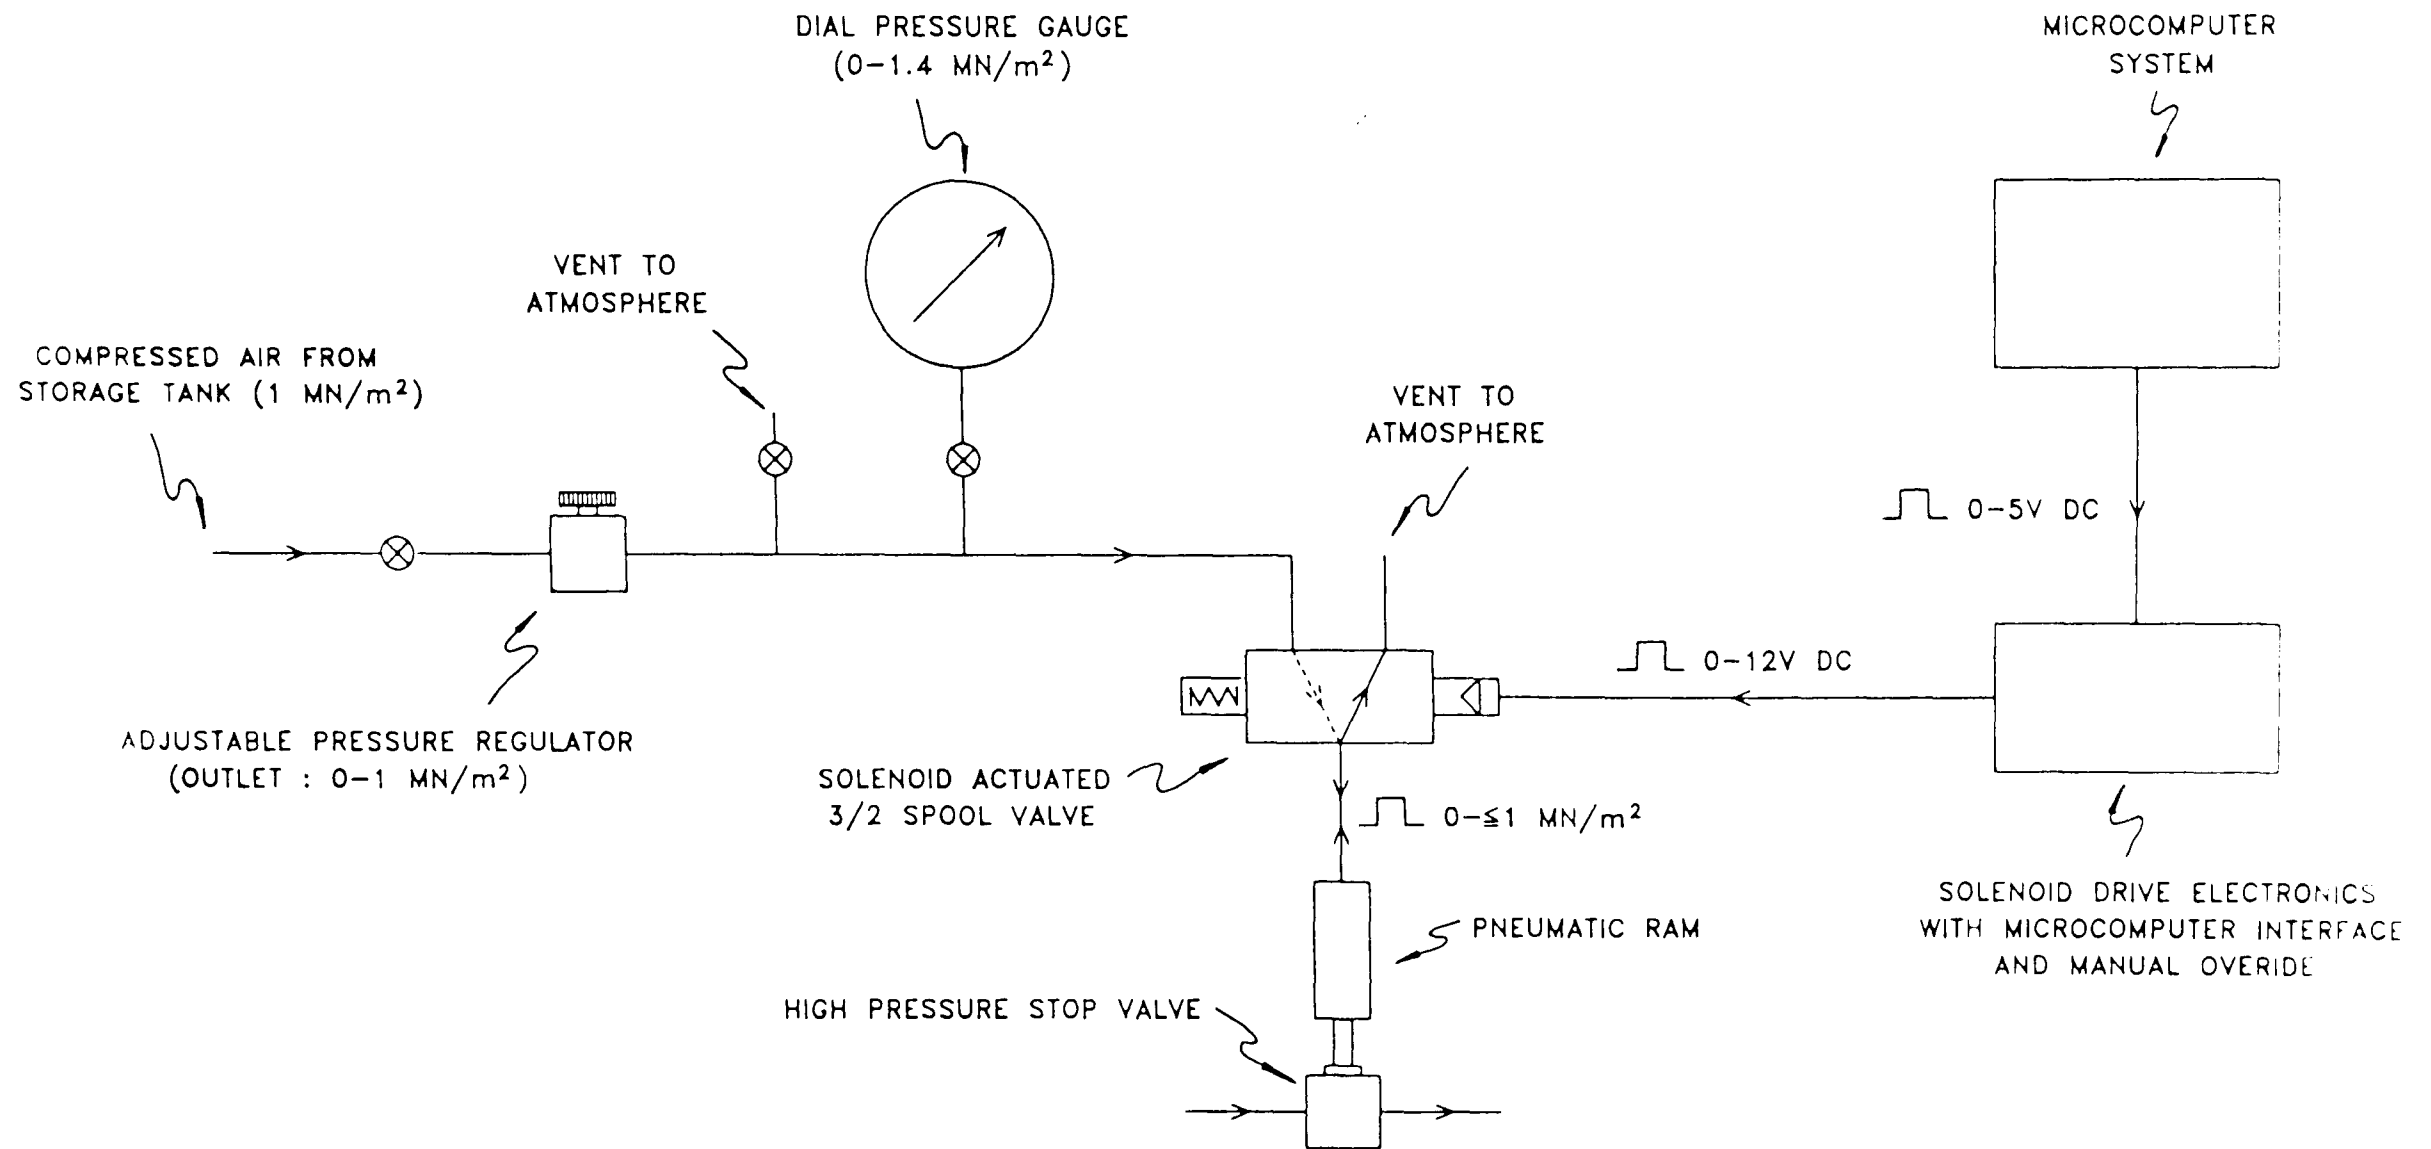 DIAL PRESSURE GAUGE
(0-1.4 MN/m²)
MICROCOMPUTER
SYSTEM
VENT TO
ATMOSPHERE
COMPRESSED AIR FROM
STORAGE TANK (1 MN/m²)
VENT TO
ATMOSPHERE
0-5V DC
0-12V DC
ADJUSTABLE PRESSURE REGULATOR
(OUTLET : 0-1 MN/m²)
SOLENOID ACTUATED
3/2 SPOOL VALVE
0-≦1 MN/m²
SOLENOID DRIVE ELECTRONICS
WITH MICROCOMPUTER INTERFACE
AND MANUAL OVERIDE
PNEUMATIC RAM
HIGH PRESSURE STOP VALVE